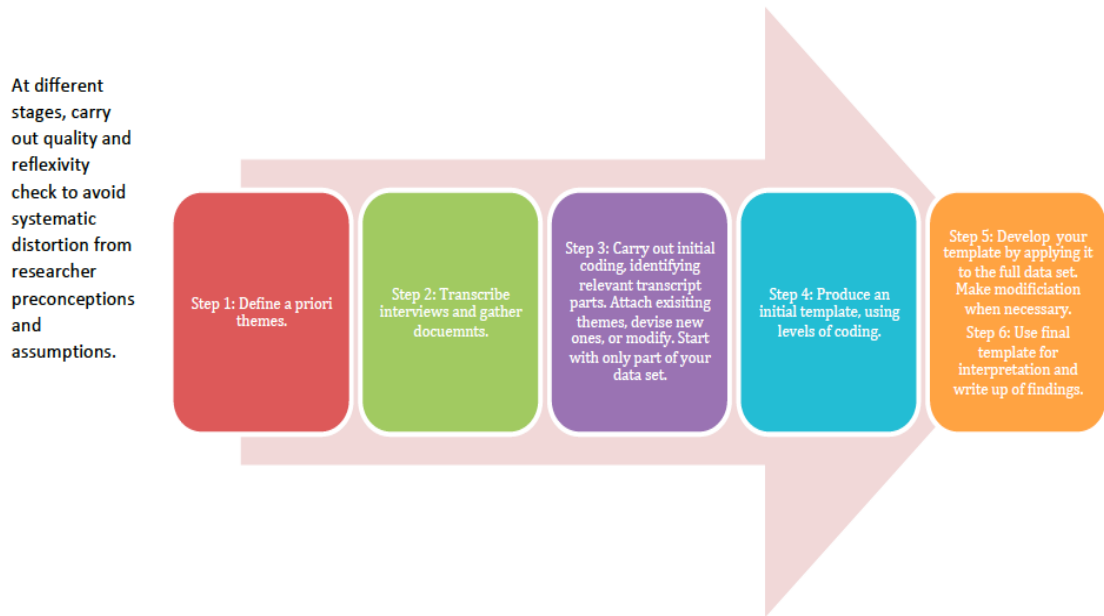 At different
stages, carry
out quality and
reflexivity
check to avoid
systematic
distortion from
researcher
preconceptions
and
assumptions.
Step 1: Define a priori
themes.
Step 2: Transcribe
interviews and gather
docuemnts.
Step 3: Carry out initial
coding, identifying
relevant transcript
parts. Attach exisiting
themes, devise new
ones, or modify. Start
with only part of your
data set.
Step 4: Produce an
initial template, using
levels of coding.
Step 5: Develop your
template by applying it
to the full data set.
Make modificiation
when necessary.
Step 6: Use final
template for
interpretation and
write up of findings.